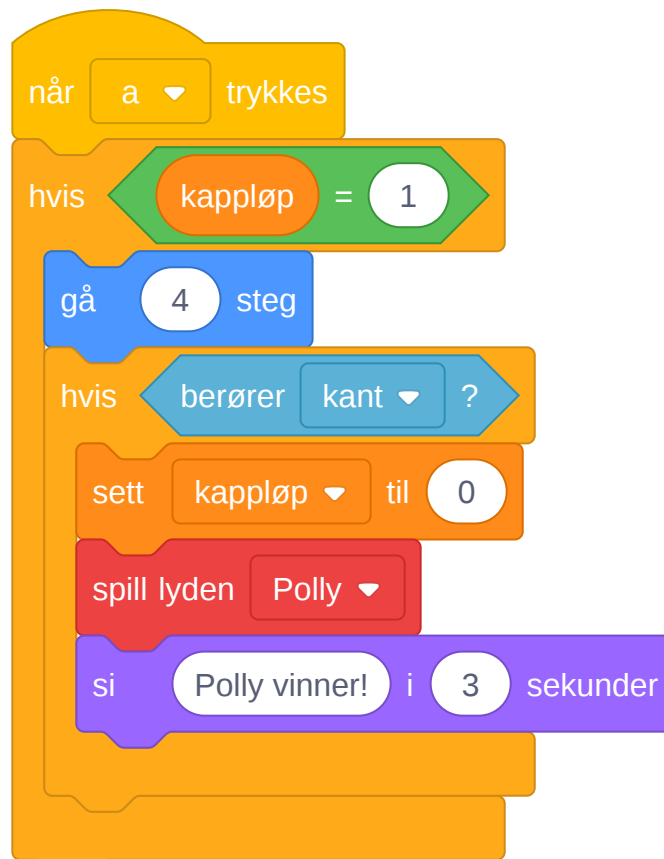 når a trykkes
hvis kappløp = 1
gå 4 steg
hvis berører kant ?
sett kappløp til 0
spill lyden Polly
si Polly vinner! i 3 sekunder